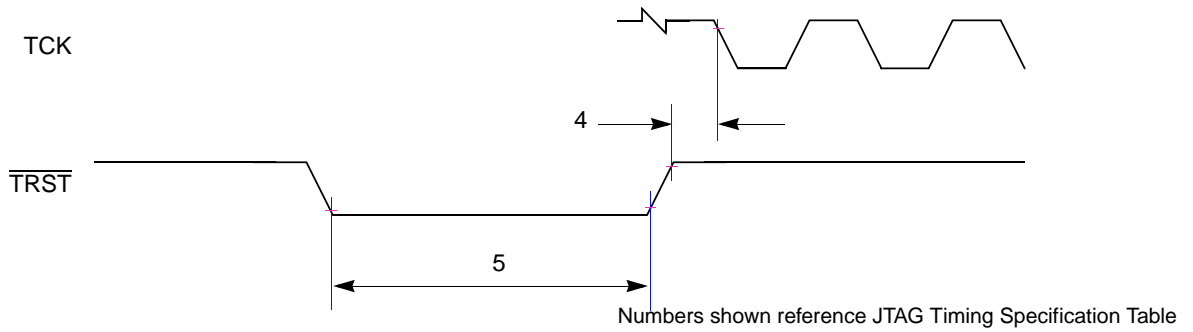 TCK
4
TRST
5
Numbers shown reference JTAG Timing Specification Table